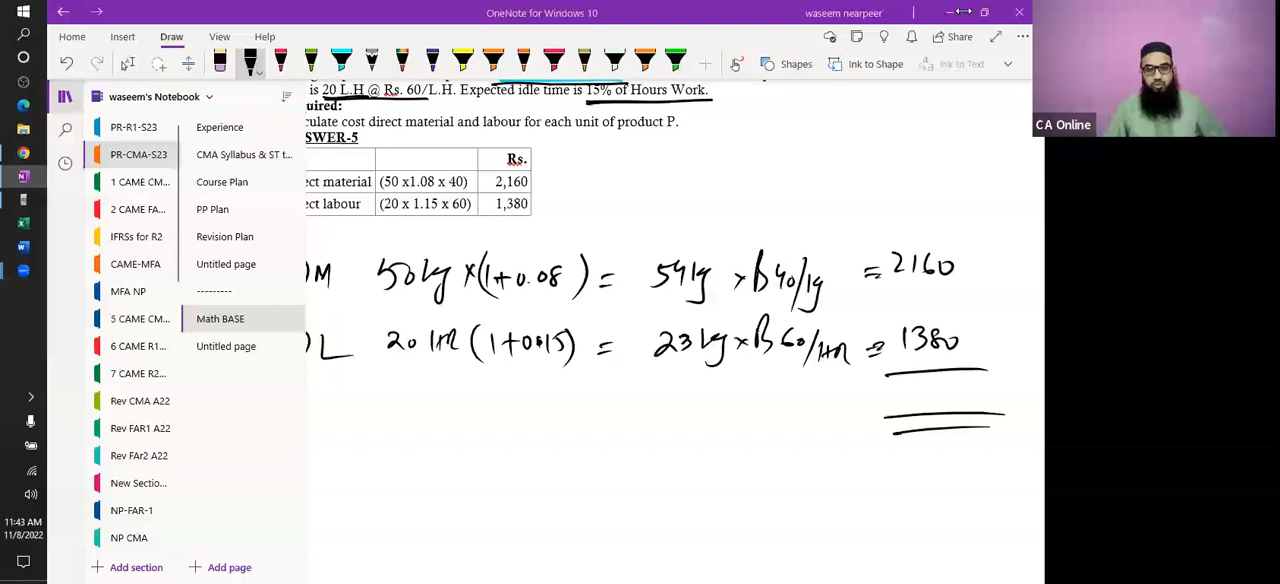 OneNote for Windows 10
waseem nearpeer
Home Insert Draw View Help
Share
Shapes
Ink to Shape
Ink to Text
waseem's Notebook
PR-R1-S23
PR-CMA-S23
1 CAME CM...
2 CAME FA...
IFRSs for R2
CAME-MFA
MFA NP
5 CAME CM...
6 CAME R1...
7 CAME R2...
Rev CMA A22
Rev FAR1 A22
Rev FAr2 A22
New Sectio...
NP-FAR-1
NP CMA
Add section
Experience
CMA Syllabus & ST t...
Course Plan
PP Plan
Revision Plan
Untitled page
---------
Math BASE
Untitled page
Add page
is 20 L.H @ Rs. 60/L.H. Expected idle time is 15% of Hours Work.
quired:
culate cost direct material and labour for each unit of product P.
SWER-5
Rs.
ect material (50 x1.08 x 40) 2,160
ect labour (20 x 1.15 x 60) 1,380
M 50kg x (1+0.08) = 54kg x Rs 40/kg = 2160
L 20 HR (1+0.15) = 23kg x Rs 60/HR = 1380
C A Online
11:43 AM
11/8/2022